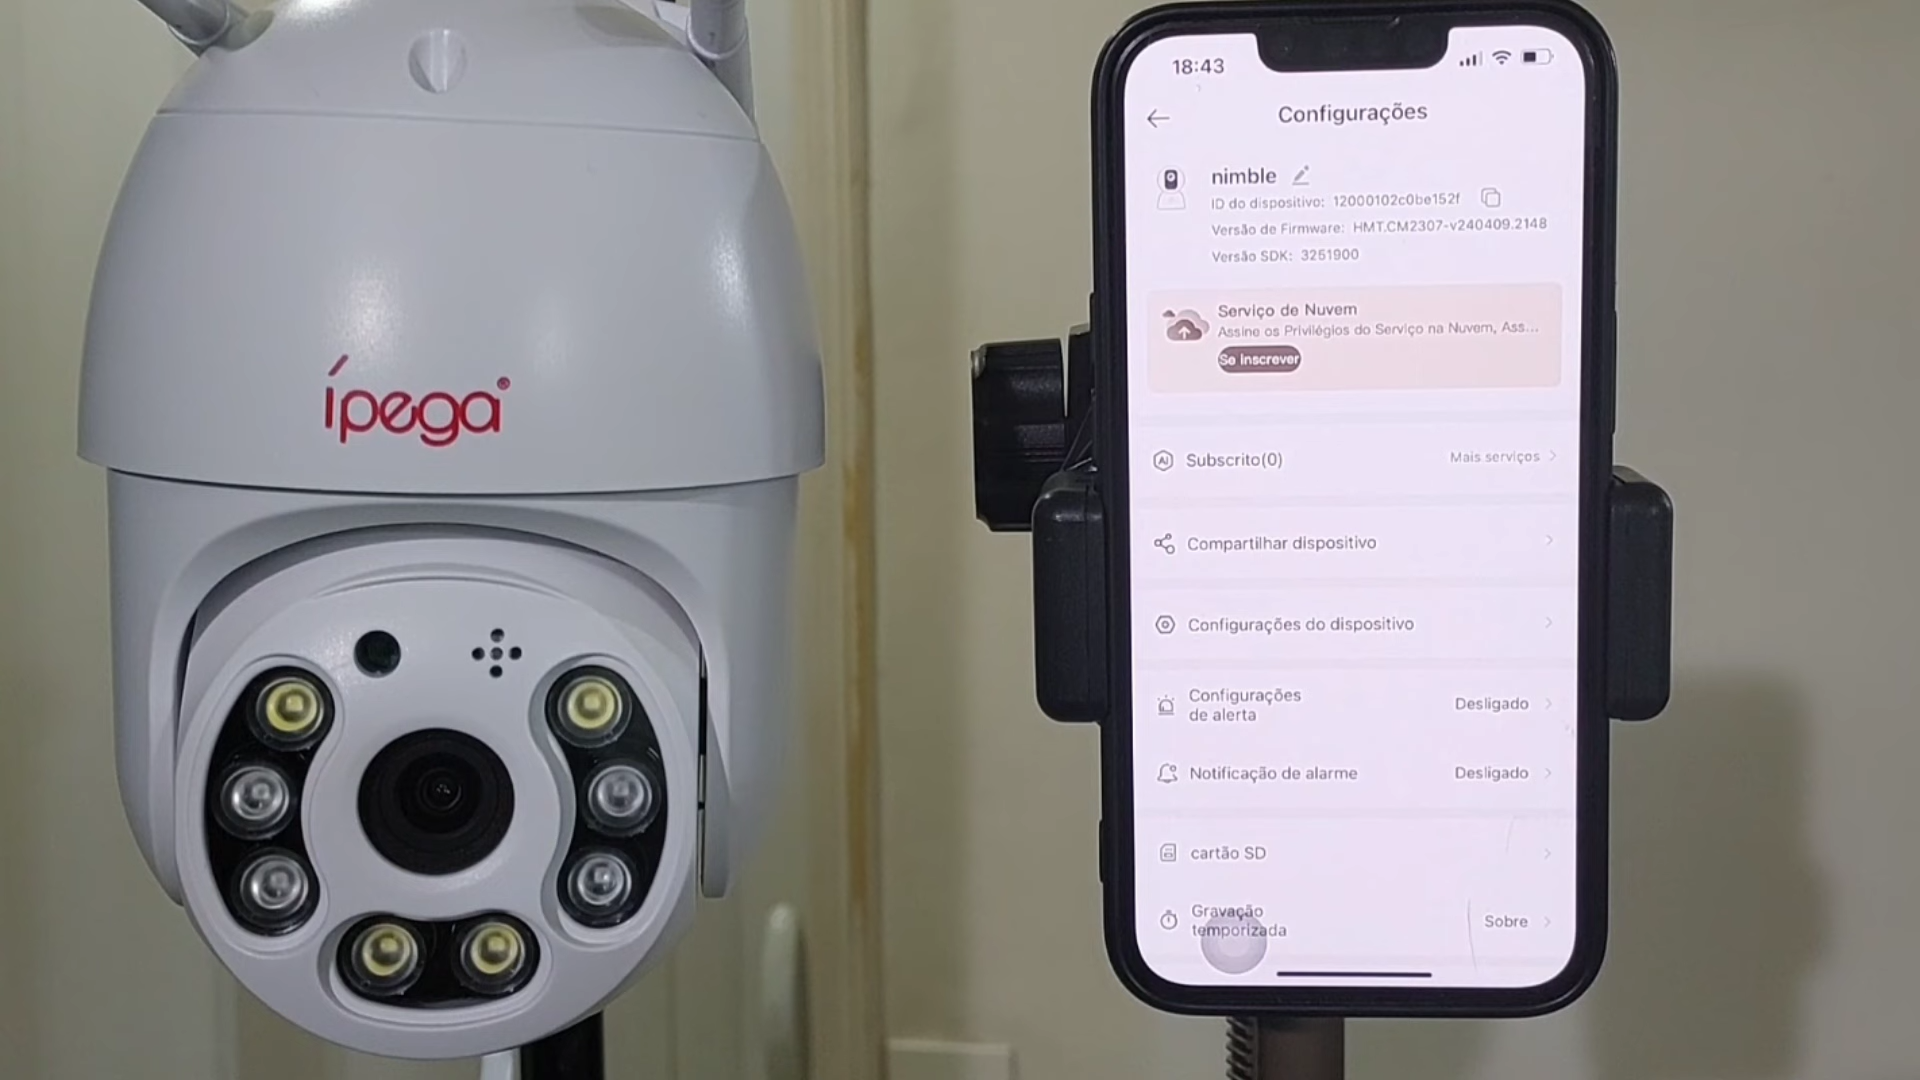 ípega®
18:43
Configurações
nimble
ID do dispositivo: 12000102c0be152f
Versão de Firmware: HMT.CM2307-v240409.2148
Versão SDK: 3251900
Serviço de Nuvem
Assine os Privilégios do Serviço na Nuvem, Ass...
Se Inscrever
Subscrito(0) Mais serviços
Compartilhar dispositivo
Configurações do dispositivo
Configurações
de alerta
Desligado
Notificação de alarme Desligado
cartão SD
Gravação
temporizada
Sobre